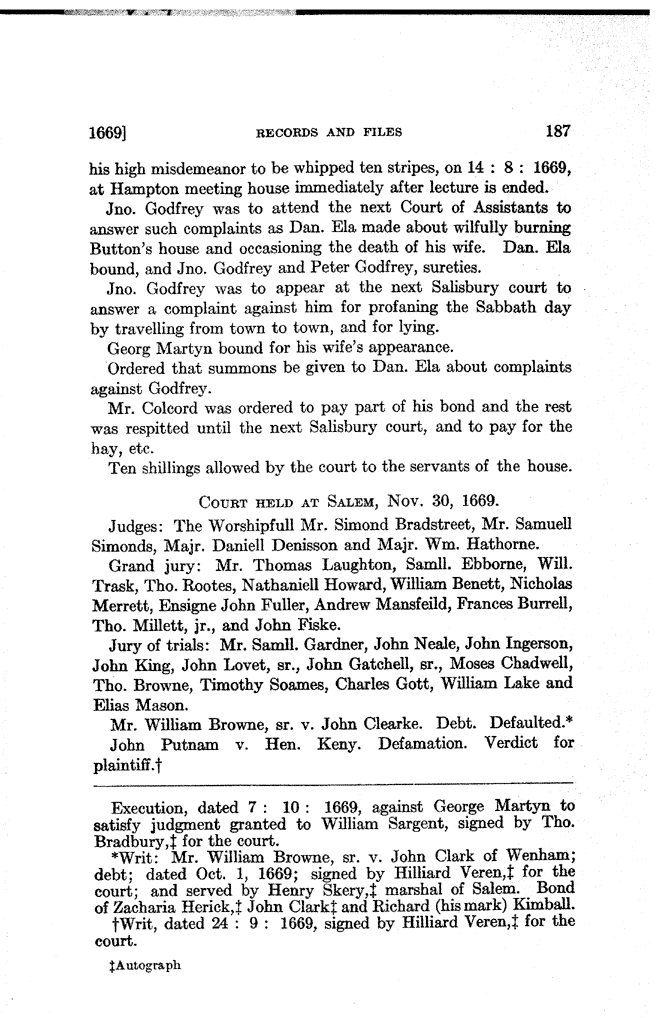 1669] RECORDS AND FILES 187
his high misdemeanor to be whipped ten stripes, on 14 : 8 : 1669,
at Hampton meeting house immediately after lecture is ended.
Jno. Godfrey was to attend the next Court of Assistants to
answer such complaints as Dan. Ela made about wilfully burning
Button's house and occasioning the death of his wife. Dan. Ela
bound, and Jno. Godfrey and Peter Godfrey, sureties.
Jno. Godfrey was to appear at the next Salisbury court to
answer a complaint against him for profaning the Sabbath day
by travelling from town to town, and for lying.
Georg Martyn bound for his wife's appearance.
Ordered that summons be given to Dan. Ela about complaints
against Godfrey.
Mr. Colcord was ordered to pay part of his bond and the rest
was respitted until the next Salisbury court, and to pay for the
hay, etc.
Ten shillings allowed by the court to the servants of the house.
COURT HELD AT SALEM, NOV. 30, 1669.
Judges: The Worshipfull Mr. Simond Bradstreet, Mr. Samuell
Simonds, Majr. Daniell Denisson and Majr. Wm. Hathorne.
Grand jury: Mr. Thomas Laughton, Samll. Ebborne, Will.
Trask, Tho. Rootes, Nathaniell Howard, William Benett, Nicholas
Merrett, Ensigne John Fuller, Andrew Mansfeild, Frances Burrell,
Tho. Millett, jr., and John Fiske.
Jury of trials: Mr. Samll. Gardner, John Neale, John Ingerson,
John King, John Lovet, sr., John Gatchell, sr., Moses Chadwell,
Tho. Browne, Timothy Soames, Charles Gott, William Lake and
Elias Mason.
Mr. William Browne, sr. v. John Clearke. Debt. Defaulted.*
John Putnam v. Hen. Keny. Defamation. Verdict for
plaintiff.†
Execution, dated 7 : 10 : 1669, against George Martyn to
satisfy judgment granted to William Sargent, signed by Tho.
Bradbury,‡ for the court.
*Writ: Mr. William Browne, sr. v. John Clark of Wenham;
debt; dated Oct. 1, 1669; signed by Hilliard Veren,‡ for the
court; and served by Henry Skery,‡ marshal of Salem. Bond
of Zacharia Herick,‡ John Clark‡ and Richard (his mark) Kimball.
†Writ, dated 24 : 9 : 1669, signed by Hilliard Veren,‡ for the
court.
‡Autograph